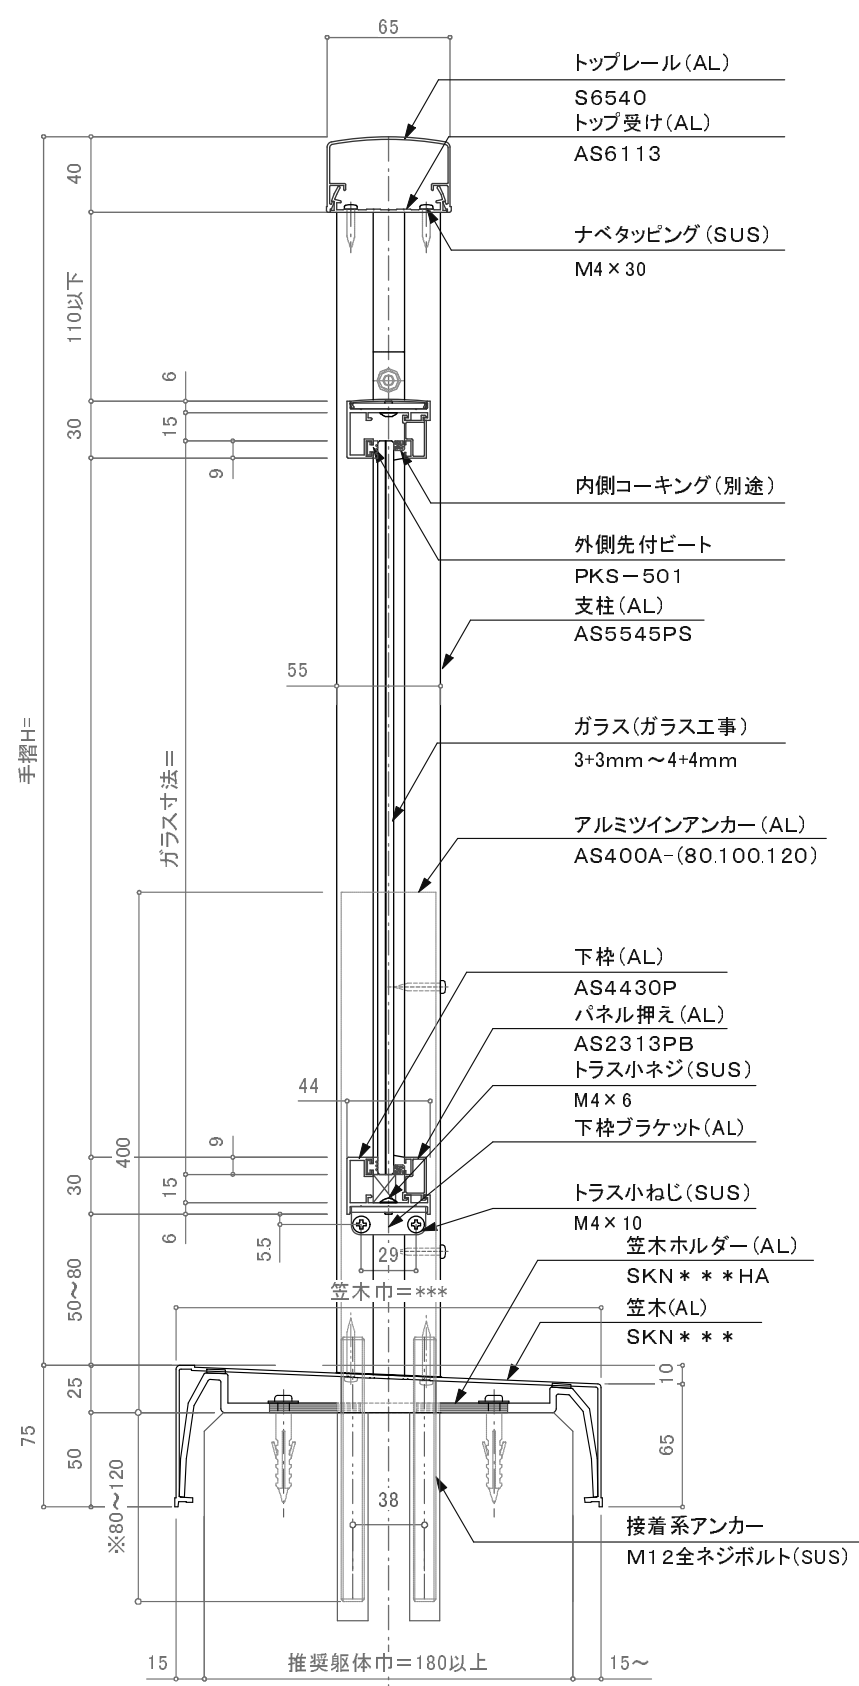 65
トップレール(AL)
S6540
トップ受け(AL)
AS6113
40
ナベタッピング(SUS)
M4×30
110以下
6
30
15
9
内側コーキング(別途)
外側先付ビート
PKS-501
支柱(AL)
AS5545PS
55
手摺H=
ガラス寸法=
ガラス(ガラス工事)
3+3mm~4+4mm
アルミツインアンカー(AL)
AS400A-(80.100.120)
下枠(AL)
AS4430P
パネル押え(AL)
AS2313PB
44
トラス小ネジ(SUS)
M4×6
下枠ブラケット(AL)
400
9
30
15
トラス小ねじ(SUS)
M4×10
6
5.5
29
笠木ホルダー(AL)
SKN***HA
50~80
笠木巾=***
笠木(AL)
SKN***
10
25
75
50
65
※80~120
38
接着系アンカー
M12全ネジボルト(SUS)
15
推奨躯体巾=180以上
15~